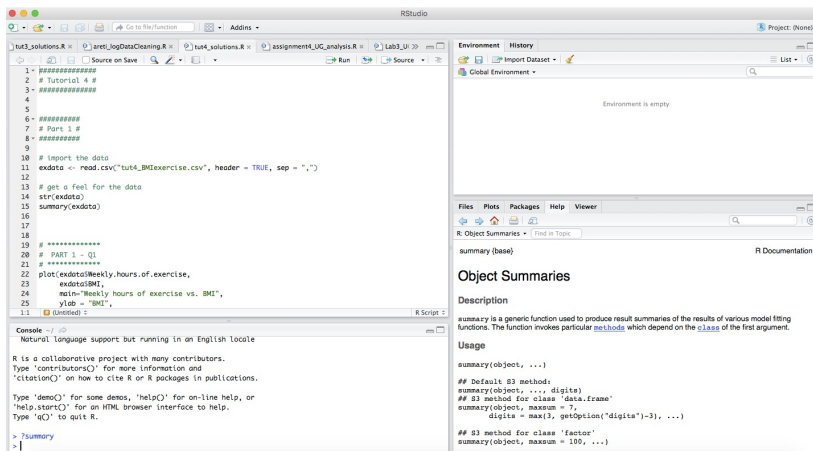 RStudio
Go to file/function
Addins
Project: (None)
tut3_solutions.R
areti_logDataCleaning.R
tut4_solutions.R
assignment4_UG_analysis.R
Lab3_UI
Source on Save
Run
Source
1 ##############
2 # Tutorial 4 #
3 ##############
4
5
6 ##########
7 # Part 1 #
8 ##########
9
10 # import the data
11 exdata <- read.csv("tut4_BMIexercise.csv", header = TRUE, sep = ",")
12
13 # get a feel for the data
14 str(exdata)
15 summary(exdata)
16
17
18
19 # *************
20 # PART 1 - Q1
21 # *************
22 plot(exdata$Weekly.hours.of.exercise,
23 exdata$BMI,
24 main="Weekly hours of exercise vs. BMI",
25 ylab = "BMI",
1:1 (Untitled) R Script
Console ~/
Natural language support but running in an English locale
R is a collaborative project with many contributors.
Type 'contributors()' for more information and
'citation()' on how to cite R or R packages in publications.
Type 'demo()' for some demos, 'help()' for on-line help, or
'help.start()' for an HTML browser interface to help.
Type 'q()' to quit R.
> ?summary
>
Environment History
Import Dataset
List
Global Environment
Environment is empty
Files Plots Packages Help Viewer
R: Object Summaries Find in Topic
summary {base} R Documentation
Object Summaries
Description
summary is a generic function used to produce result summaries of the results of various model fitting
functions. The function invokes particular methods which depend on the class of the first argument.
Usage
summary(object, ...)
## Default S3 method:
summary(object, ..., digits)
## S3 method for class 'data.frame'
summary(object, maxsum = 7,
digits = max(3, getOption("digits")-3), ...)
## S3 method for class 'factor'
summary(object, maxsum = 100, ...)